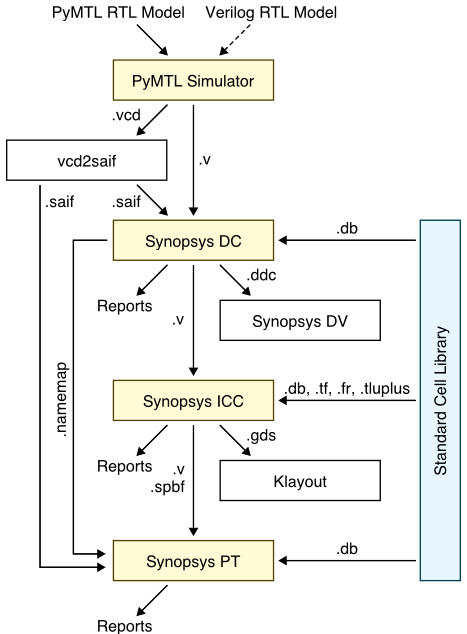 PyMTL RTL Model
Verilog RTL Model
PyMTL Simulator
.vcd
vcd2saif
.v
.saif
.saif
Synopsys DC
.db
.ddc
Reports
.v
Synopsys DV
.namemap
Standard Cell Library
Synopsys ICC
.db, .tf, .fr, .tluplus
.gds
Reports
.v
.spbf
Klayout
Synopsys PT
.db
Reports